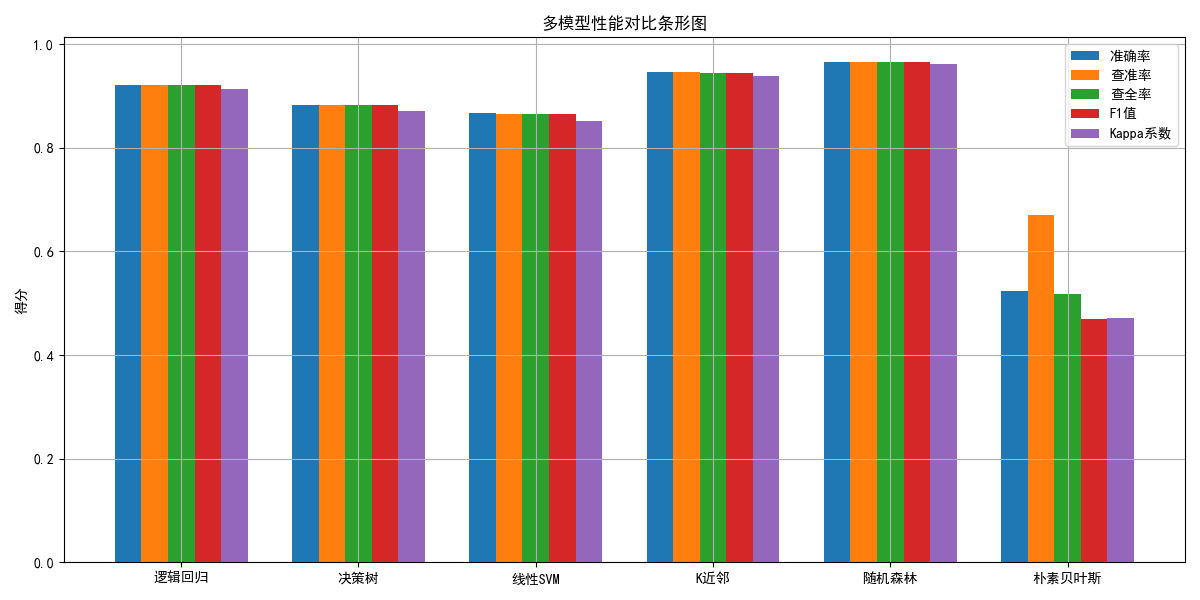 多模型性能对比条形图
1.0
0.8
0.6
0.4
0.2
0.0
得分
准确率
查准率
查全率
F1值
Kappa系数
逻辑回归 决策树 线性SVM K近邻 随机森林 朴素贝叶斯